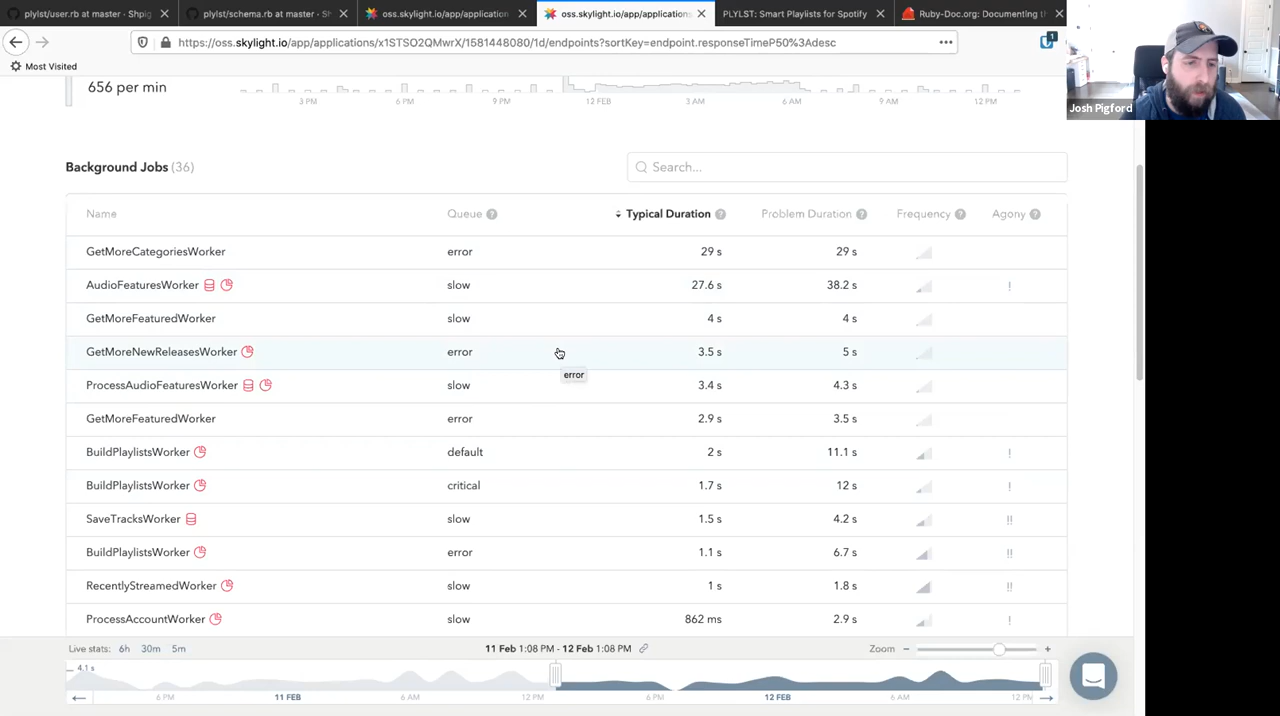 plylst/user.rb at master · Shpig
plylst/schema.rb at master · Sh
oss.skylight.io/app/application
oss.skylight.io/app/applications
PLYLST: Smart Playlists for Spotify
Ruby-Doc.org: Documenting th
https://oss.skylight.io/app/applications/x1STSO2QMwrX/1581448080/1d/endpoints?sortKey=endpoint.responseTimeP50%3Adesc
1
Most Visited
Josh Pigford
656 per min
3 PM 6 PM 9 PM 12 FEB 3 AM 6 AM 9 AM 12 PM
Background Jobs (36)
Search...
Name Queue ? Typical Duration ? Problem Duration ? Frequency ? Agony ?
GetMoreCategoriesWorker error 29 s 29 s
AudioFeaturesWorker slow 27.6 s 38.2 s !
GetMoreFeaturedWorker slow 4 s 4 s
GetMoreNewReleasesWorker error 3.5 s 5 s
error
ProcessAudioFeaturesWorker slow 3.4 s 4.3 s
GetMoreFeaturedWorker error 2.9 s 3.5 s
BuildPlaylistsWorker default 2 s 11.1 s !
BuildPlaylistsWorker critical 1.7 s 12 s !
SaveTracksWorker slow 1.5 s 4.2 s !!
BuildPlaylistsWorker error 1.1 s 6.7 s !!
RecentlyStreamedWorker slow 1 s 1.8 s !!
ProcessAccountWorker slow 862 ms 2.9 s !
Live stats: 6h 30m 5m 11 Feb 1:08 PM - 12 Feb 1:08 PM Zoom − +
4.1 s
6 PM 11 FEB 6 AM 12 PM 6 PM 12 FEB 6 AM 12 PM